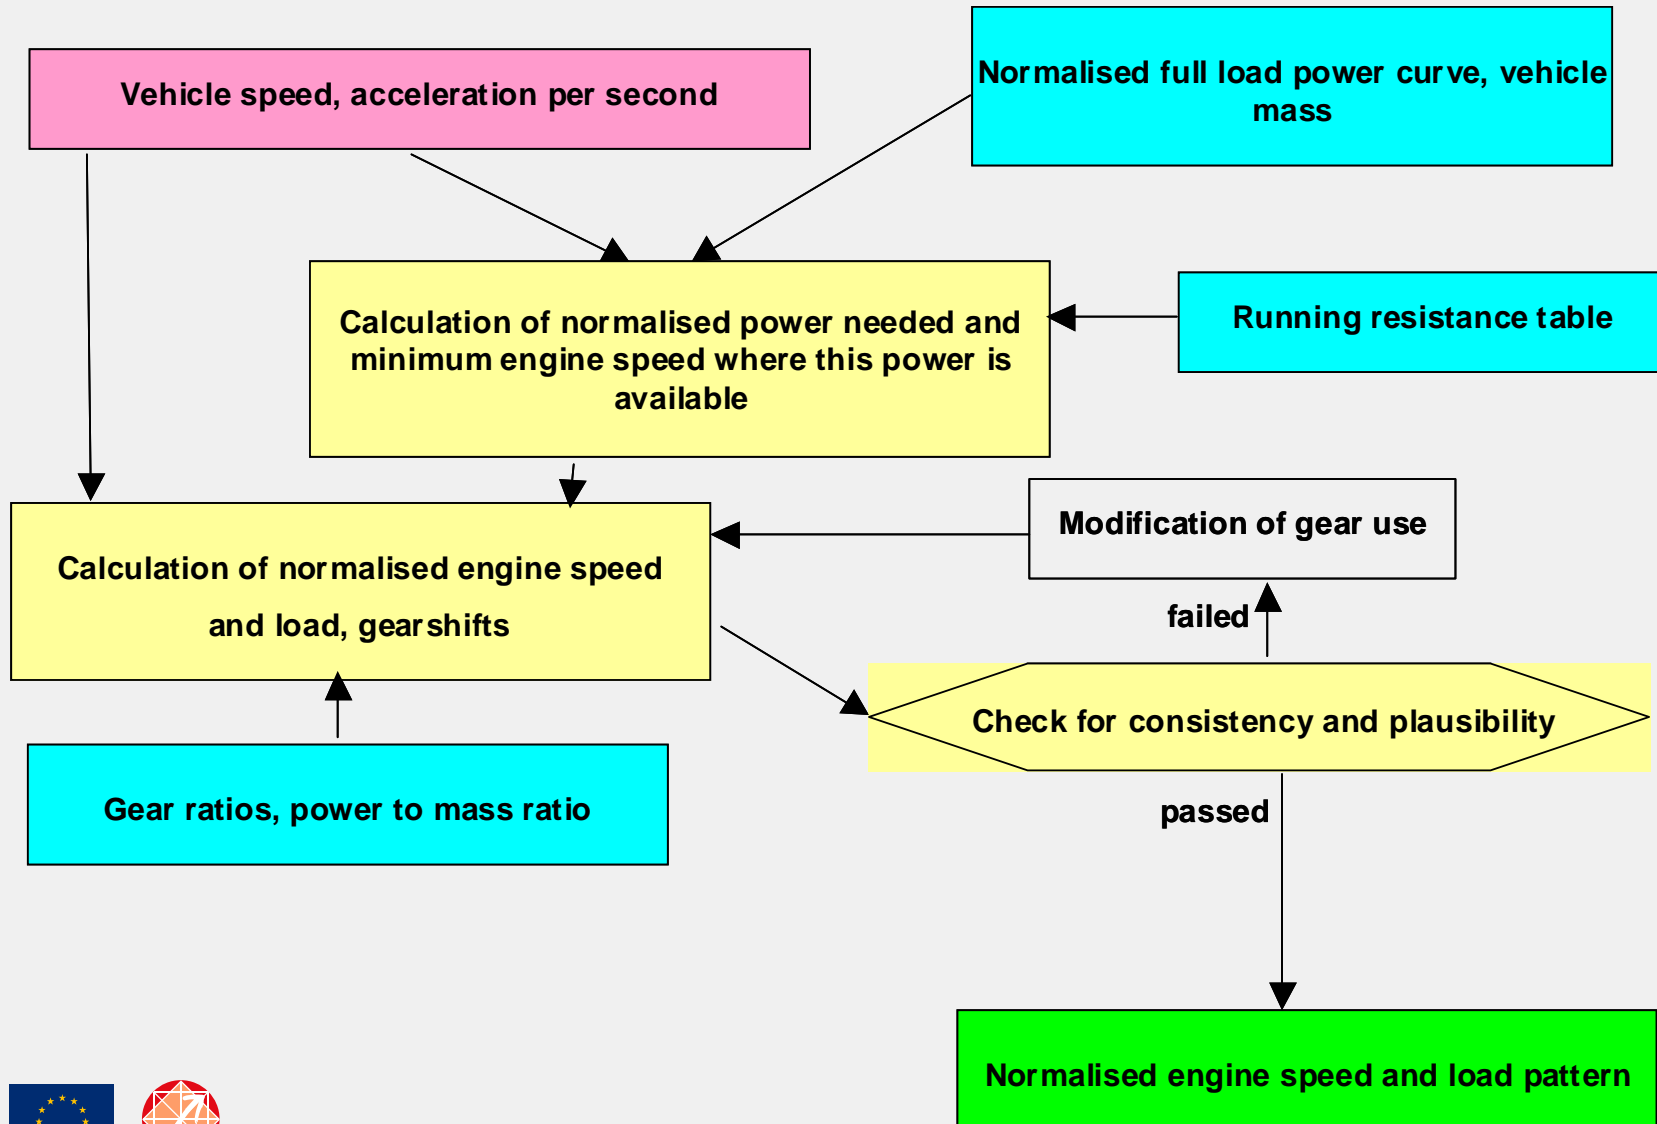 Vehicle speed, acceleration per second
Normalised full load power curve, vehicle
mass
Calculation of normalised power needed and
minimum engine speed where this power is
available
Running resistance table
Modification of gear use
Calculation of normalised engine speed
and load, gearshifts
failed
Check for consistency and plausibility
Gear ratios, power to mass ratio
passed
Normalised engine speed and load pattern